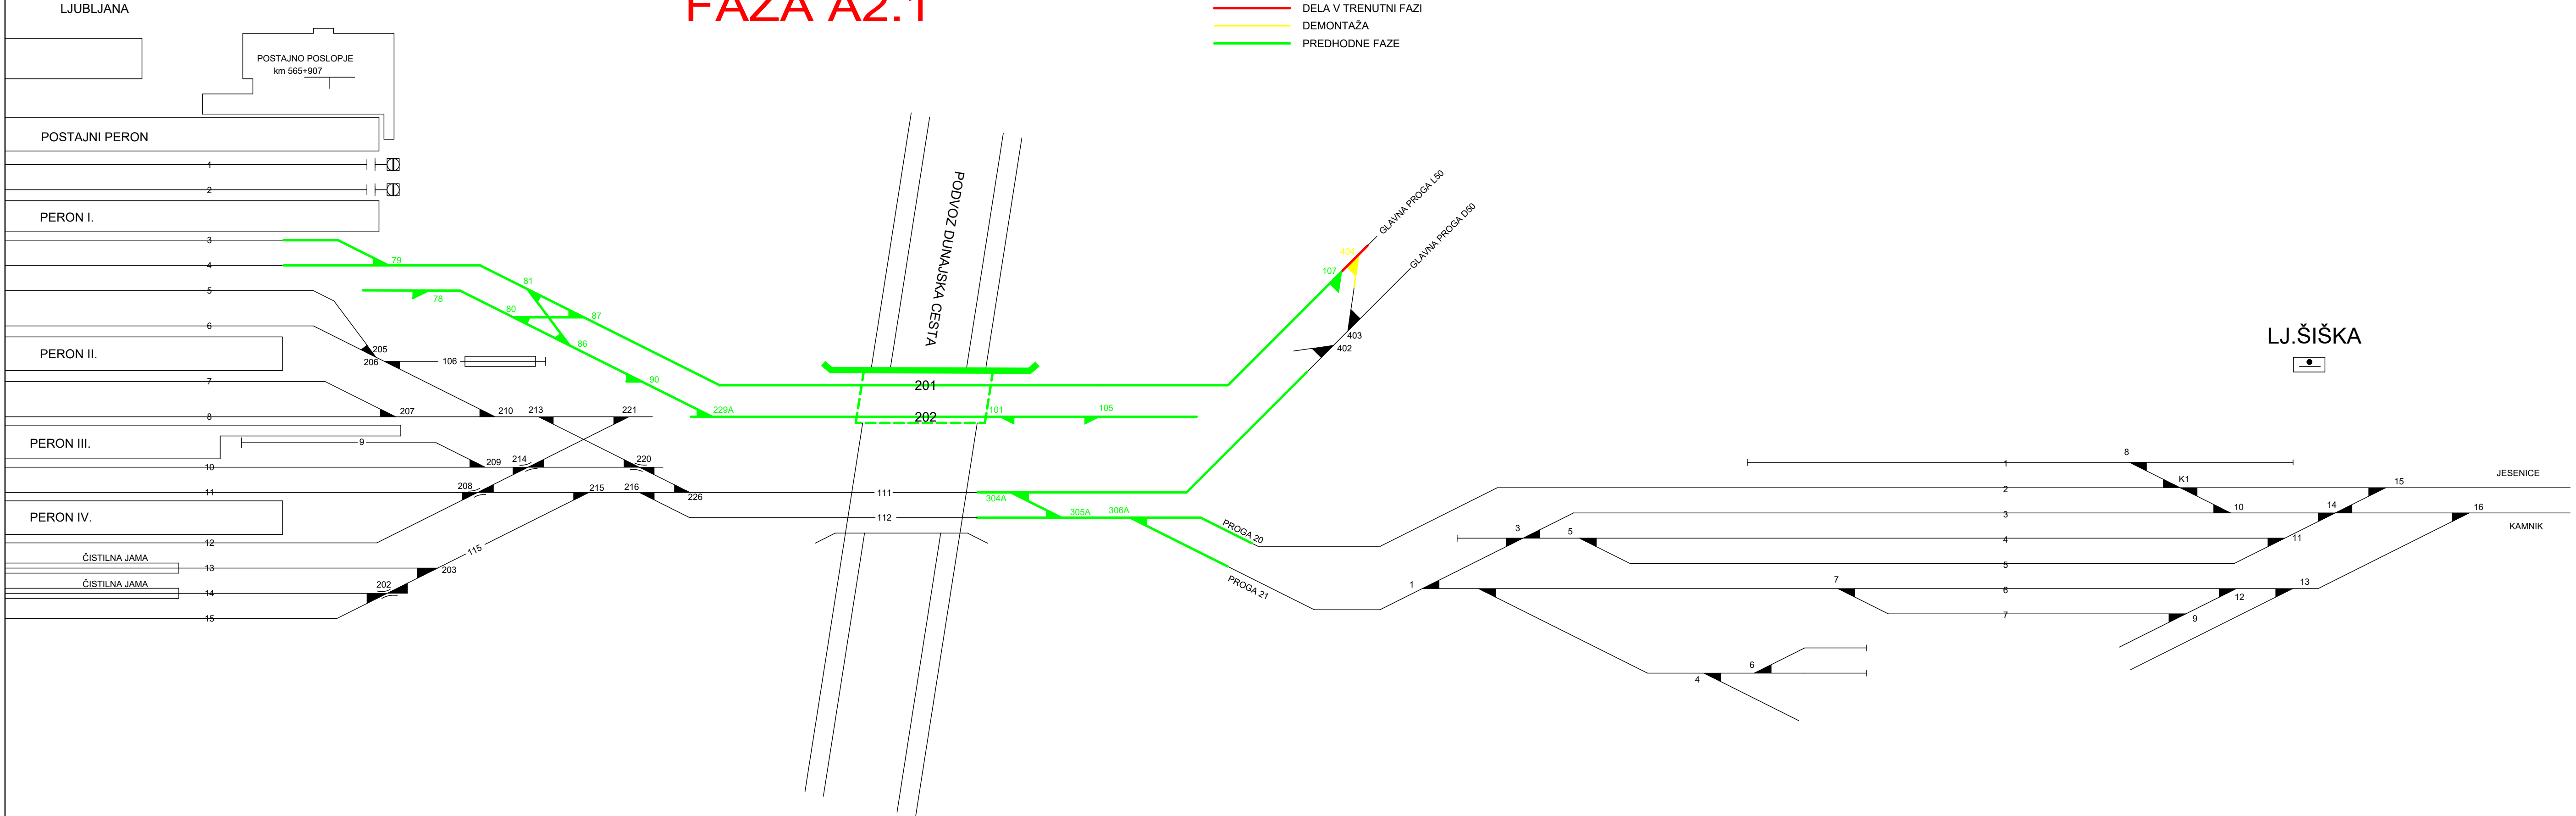 LJUBLJANA
FAZA A2.1
DELA V TRENUTNI FAZI
DEMONTAŽA
PREDHODNE FAZE
POSTAJNO POSLOPJE
km 565+907
POSTAJNI PERON
1
2
PERON I.
3
4
5
6
PERON II.
7
8
PERON III.
9
10
11
PERON IV.
12
ČISTILNA JAMA
13
ČISTILNA JAMA
14
15
79
78
81
80
87
86
90
229A
205
206
106
207
210
213
221
209
214
220
208
215
216
226
115
203
202
PODVOZ DUNAJSKA CESTA
201
202
101
105
111
112
304A
305A
306A
107
404
GLAVNA PROGA L50
GLAVNA PROGA D50
403
402
PROGA 20
PROGA 21
LJ.ŠIŠKA
8
1
K1
15
JESENICE
2
3
10
14
16
KAMNIK
3
5
4
11
5
1
7
6
13
12
7
9
6
4